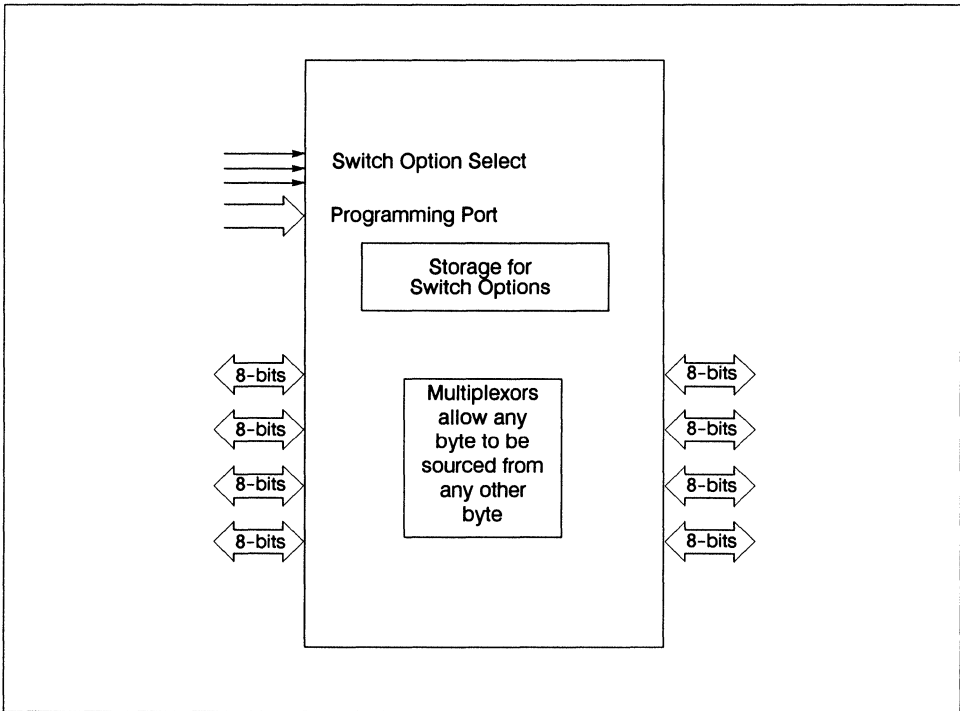 Switch Option Select
Programming Port
Storage for
Switch Options
8-bits
8-bits
8-bits
8-bits
Multiplexors
allow any
byte to be
sourced from
any other
byte
8-bits
8-bits
8-bits
8-bits